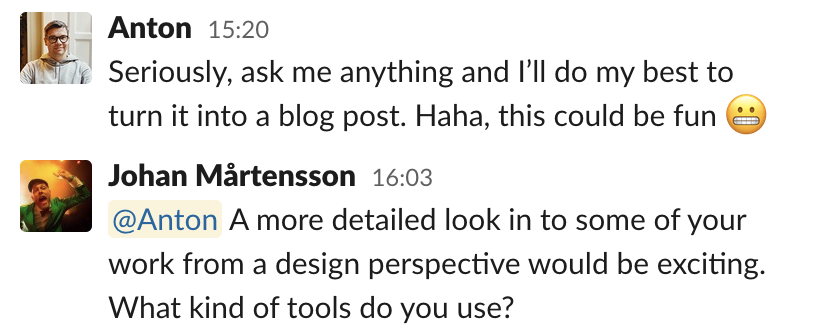 Anton 15:20
Seriously, ask me anything and I’ll do my best to
turn it into a blog post. Haha, this could be fun 😬
Johan Mårtensson 16:03
@Anton A more detailed look in to some of your
work from a design perspective would be exciting.
What kind of tools do you use?